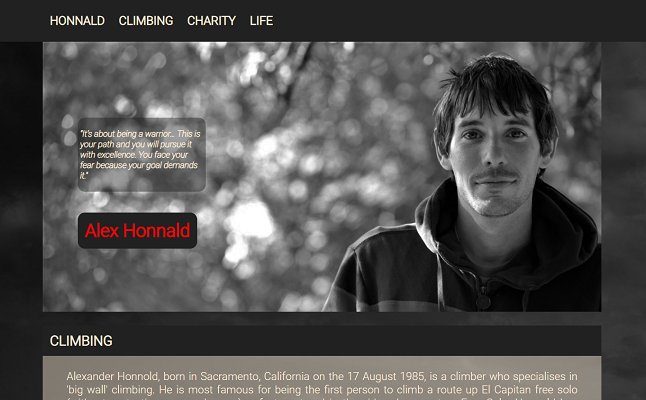 HONNALD CLIMBING CHARITY LIFE
"It's about being a warrior... This is
your path and you will pursue it
with excellence. You face your
fear because your goal demands
it."
Alex Honnald
CLIMBING
Alexander Honnold, born in Sacramento, California on the 17 August 1985, is a climber who specialises in
'big wall' climbing. He is most famous for being the first person to climb a route up El Capitan free solo